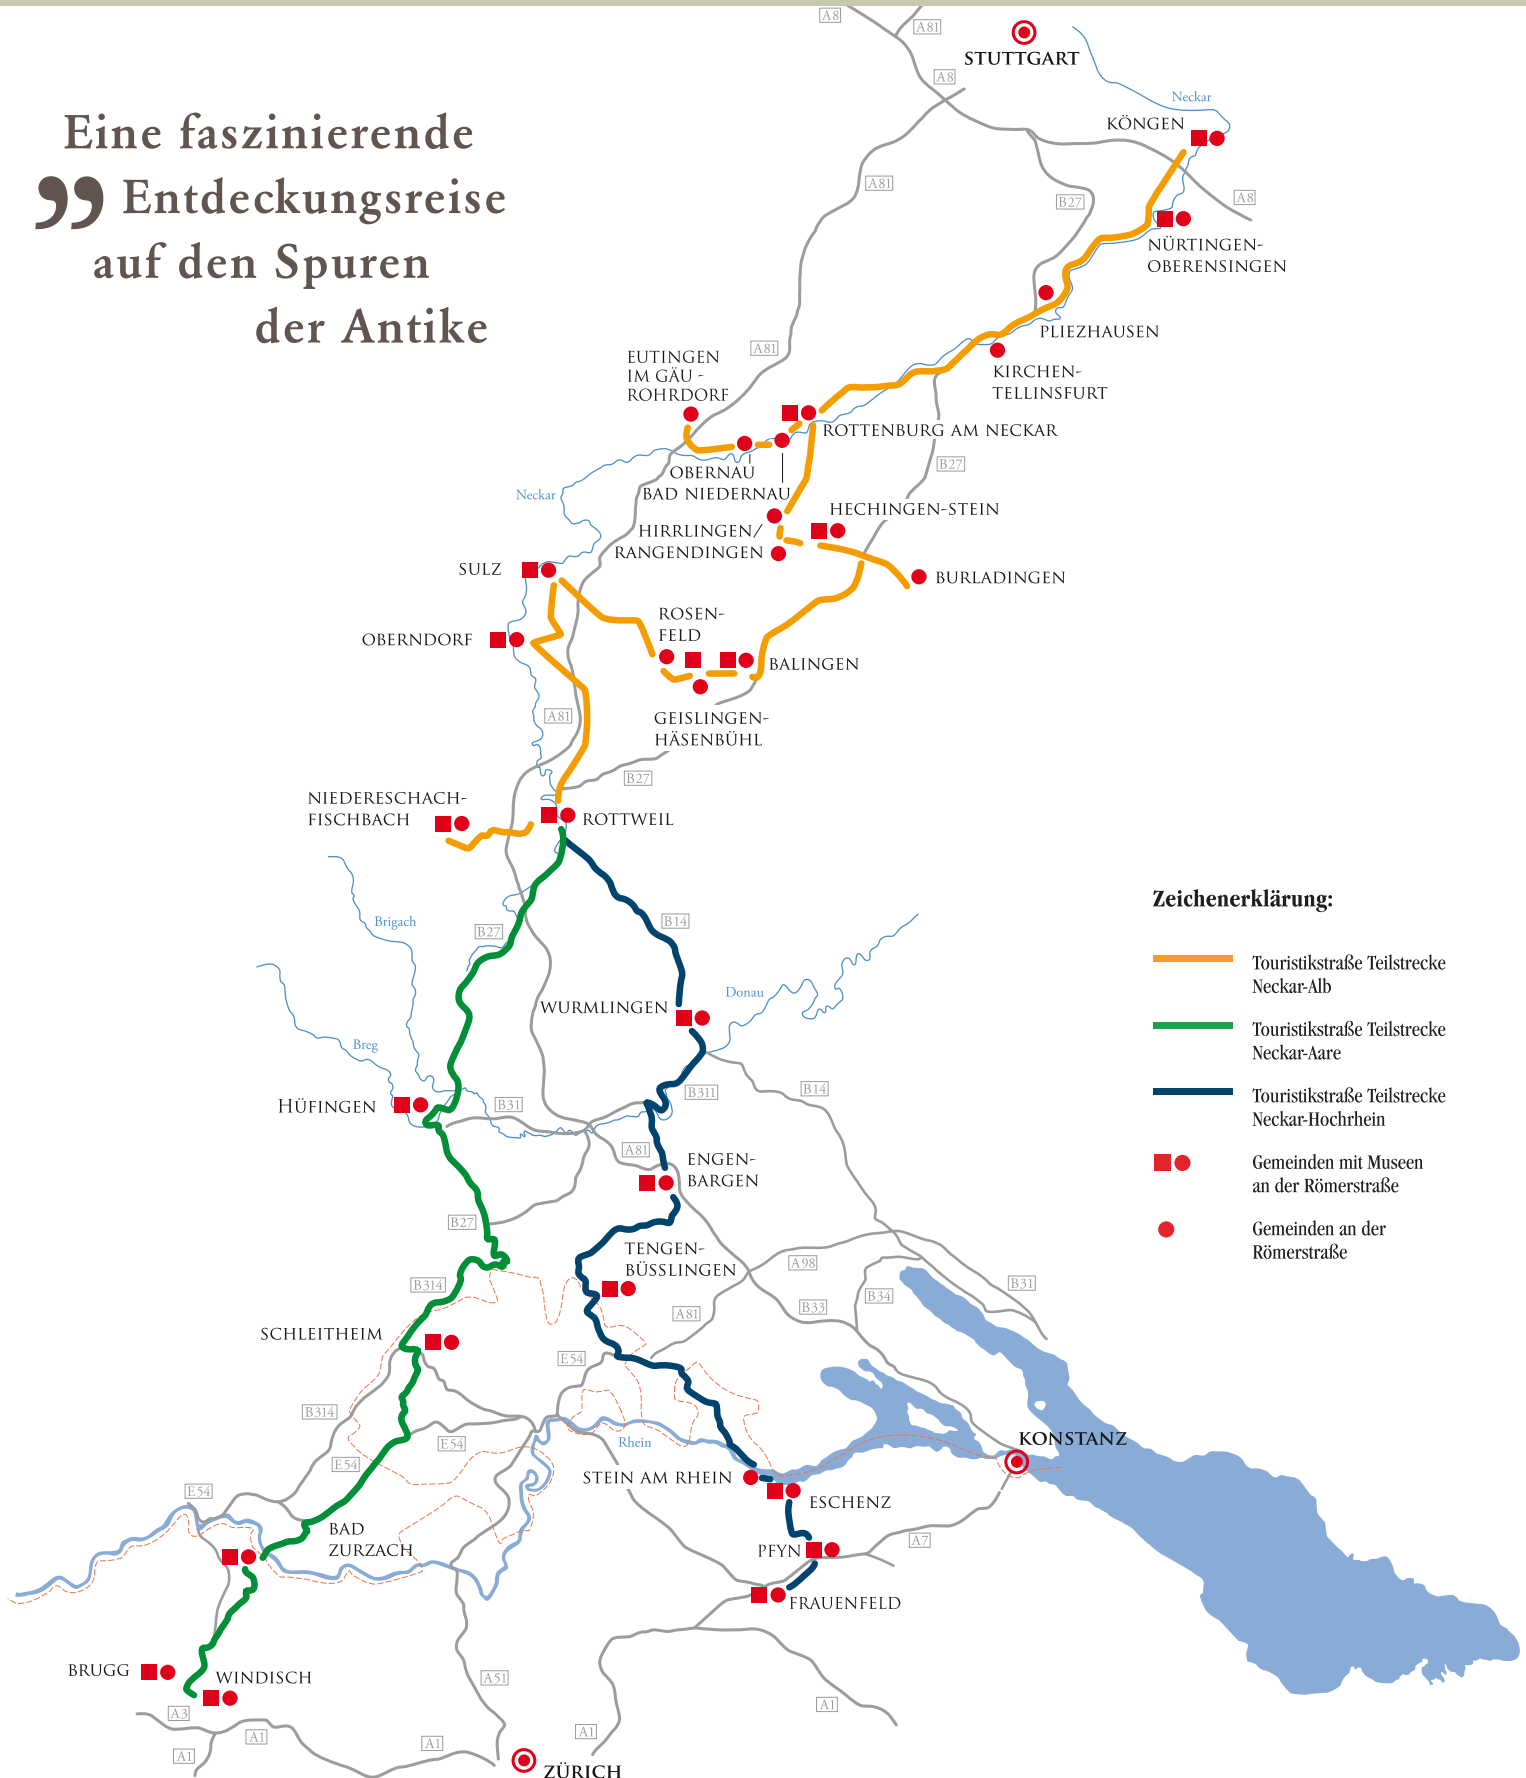 A8
A81
STUTTGART
A8
Neckar
KÖNGEN
Eine faszinierende
„ Entdeckungsreise
auf den Spuren
der Antike
A81
B27
A8
NÜRTINGEN-
OBERENSINGEN
PLIEZHAUSEN
A81
EUTINGEN
IM GÄU -
ROHRDORF
KIRCHEN-
TELLINSFURT
ROTTENBURG AM NECKAR
B27
OBERNAU
BAD NIEDERNAU
Neckar
HECHINGEN-STEIN
HIRRLINGEN/
RANGENDINGEN
SULZ
BURLADINGEN
ROSEN-
FELD
OBERNDORF
BALINGEN
A81
GEISLINGEN-
HÄSENBÜHL
B27
NIEDERESCHACH-
FISCHBACH
ROTTWEIL
Brigach
B27
B14
Zeichenerklärung:
Touristikstraße Teilstrecke
Neckar-Alb
Touristikstraße Teilstrecke
Neckar-Aare
Touristikstraße Teilstrecke
Neckar-Hochrhein
Gemeinden mit Museen
an der Römerstraße
Gemeinden an der
Römerstraße
WURMLINGEN
Donau
Breg
B311
B14
HÜFINGEN
B31
A81
ENGEN-
BARGEN
B27
TENGEN-
BÜSSLINGEN
A98
B314
B31
B34
B33
A81
SCHLEITHEIM
E54
B314
E54
Rhein
KONSTANZ
E54
STEIN AM RHEIN
E54
ESCHENZ
BAD
ZURZACH
A7
PFYN
FRAUENFELD
BRUGG
WINDISCH
A51
A3
A1
A1
A1
A1
A1
ZÜRICH